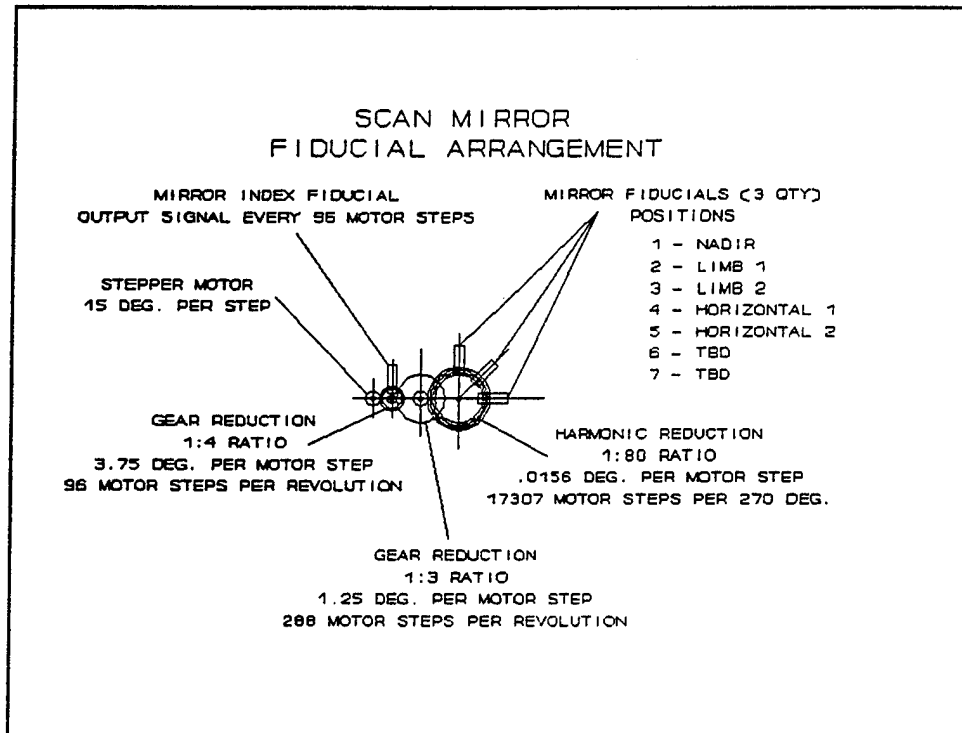 SCAN MIRROR
FIDUCIAL ARRANGEMENT
MIRROR INDEX FIDUCIAL
OUTPUT SIGNAL EVERY 96 MOTOR STEPS
MIRROR FIDUCIALS (3 QTY)
POSITIONS
1 - NADIR
2 - LIMB 1
3 - LIMB 2
4 - HORIZONTAL 1
5 - HORIZONTAL 2
6 - TBD
7 - TBD
STEPPER MOTOR
15 DEG. PER STEP
GEAR REDUCTION
1:4 RATIO
3.75 DEG. PER MOTOR STEP
96 MOTOR STEPS PER REVOLUTION
HARMONIC REDUCTION
1:80 RATIO
.0156 DEG. PER MOTOR STEP
17307 MOTOR STEPS PER 270 DEG.
GEAR REDUCTION
1:3 RATIO
1.25 DEG. PER MOTOR STEP
288 MOTOR STEPS PER REVOLUTION